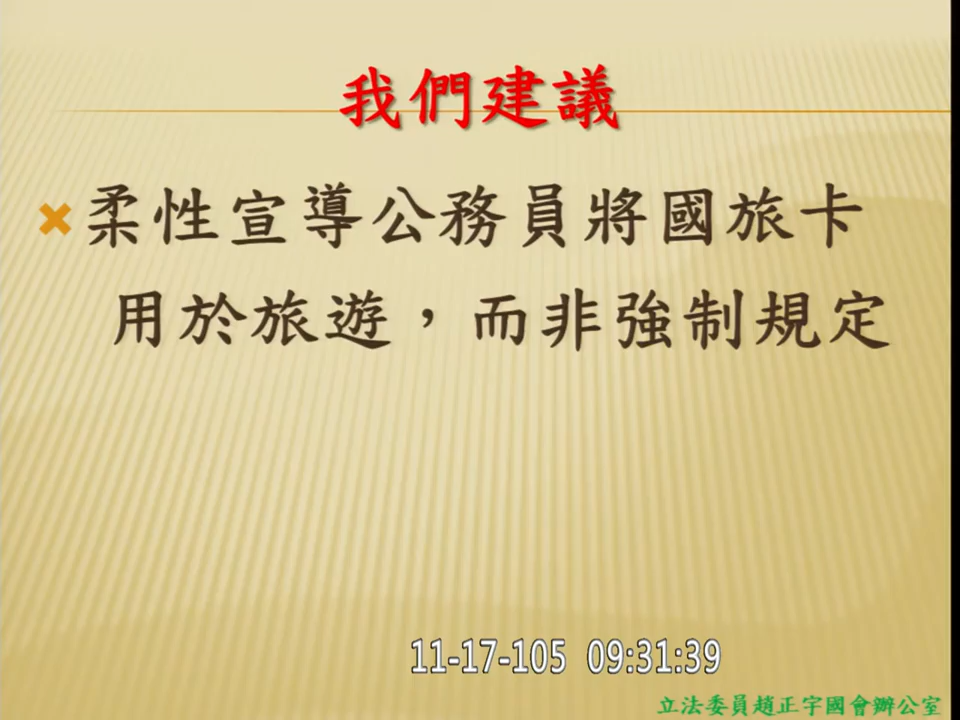 我們建議
柔性宣導公務員將國旅卡
用於旅遊，而非強制規定
11-17-105 09:31:39
立法委員趙正宇國會辦公室